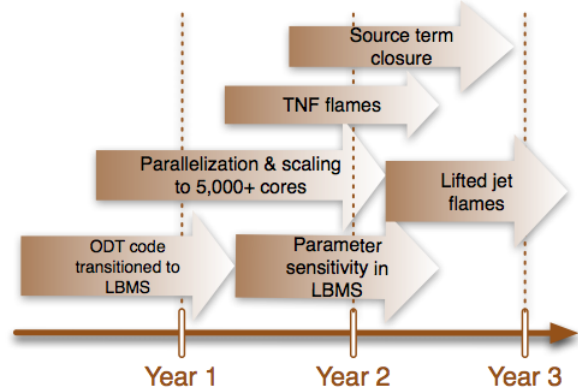 Source term
closure
TNF flames
Parallelization & scaling
to 5,000+ cores
Lifted jet
flames
ODT code
transitioned to
LBMS
Parameter
sensitivity in
LBMS
Year 1
Year 2
Year 3